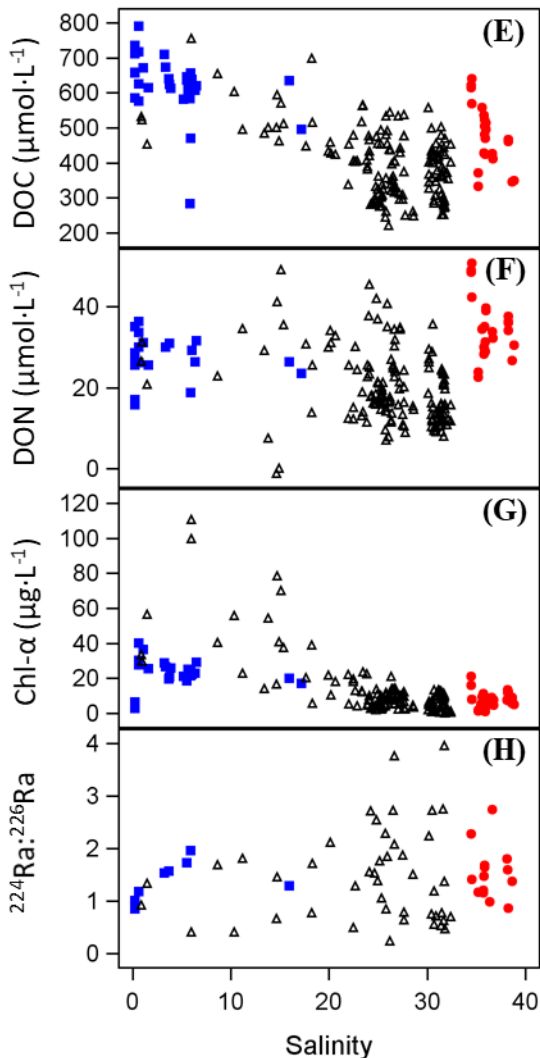 (E)
DOC (µmol·L-1)
800
700
600
500
400
300
200
(F)
DON (µmol·L-1)
40
20
0
(G)
Chl-α (µg·L-1)
120
100
80
60
40
20
0
(H)
224Ra:226Ra
4
3
2
1
0
0 10 20 30 40
Salinity